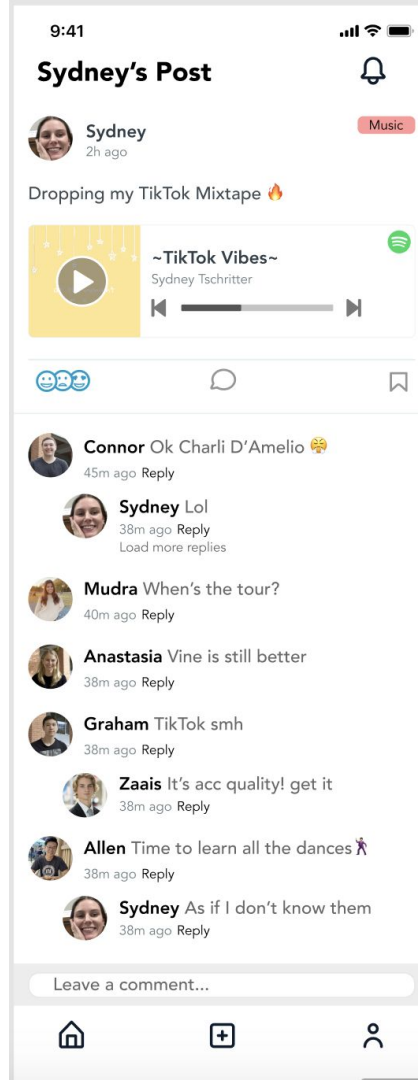 9:41
Sydney's Post
Sydney
Music
2h ago
Dropping my TikTok Mixtape 🔥
~TikTok Vibes~
Sydney Tschritter
Connor Ok Charli D'Amelio 😤
45m ago Reply
Sydney Lol
38m ago Reply
Load more replies
Mudra When's the tour?
40m ago Reply
Anastasia Vine is still better
38m ago Reply
Graham TikTok smh
38m ago Reply
Zaais It's acc quality! get it
38m ago Reply
Allen Time to learn all the dances🕺
38m ago Reply
Sydney As if I don't know them
38m ago Reply
Leave a comment...